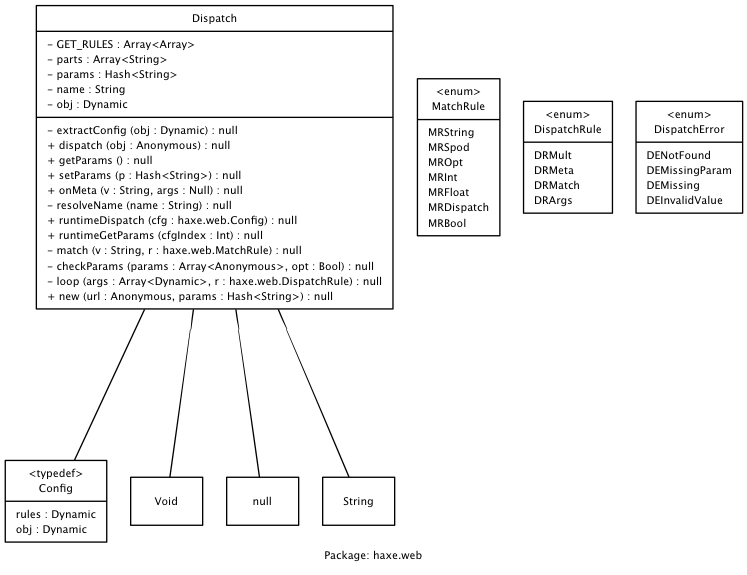 Dispatch
– GET_RULES : Array<Array>
– parts : Array<String>
– params : Hash<String>
– name : String
– obj : Dynamic
– extractConfig (obj : Dynamic) : null
+ dispatch (obj : Anonymous) : null
+ getParams () : null
+ setParams (p : Hash<String>) : null
+ onMeta (v : String, args : Null) : null
– resolveName (name : String) : null
+ runtimeDispatch (cfg : haxe.web.Config) : null
+ runtimeGetParams (cfgIndex : Int) : null
– match (v : String, r : haxe.web.MatchRule) : null
– checkParams (params : Array<Anonymous>, opt : Bool) : null
– loop (args : Array<Dynamic>, r : haxe.web.DispatchRule) : null
+ new (url : Anonymous, params : Hash<String>) : null
<enum>
MatchRule
MRString
MRSpod
MROpt
MRInt
MRFloat
MRDispatch
MRBool
<enum>
DispatchRule
DRMult
DRMeta
DRMatch
DRArgs
<enum>
DispatchError
DENotFound
DEMissingParam
DEMissing
DEInvalidValue
<typedef>
Config
rules : Dynamic
obj : Dynamic
Void
null
String
Package: haxe.web